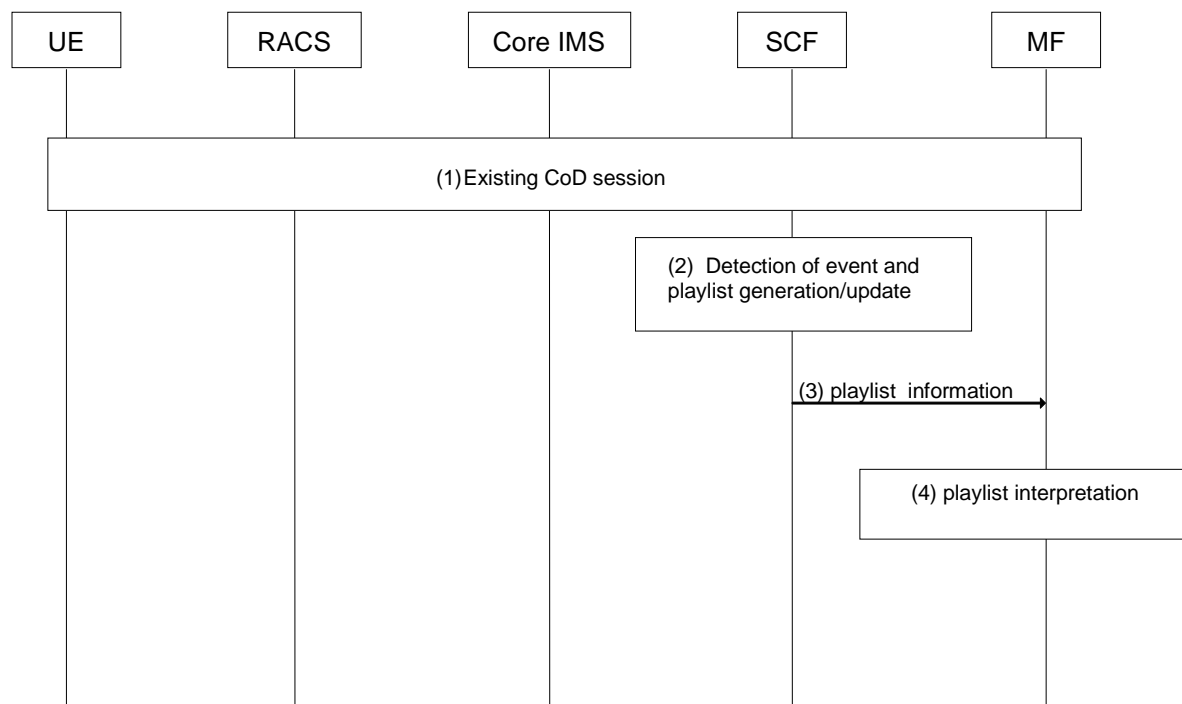 UE
RACS
Core IMS
SCF
MF
(1) Existing CoD session
(2) Detection of event and
playlist generation/update
(3) playlist information
(4) playlist interpretation